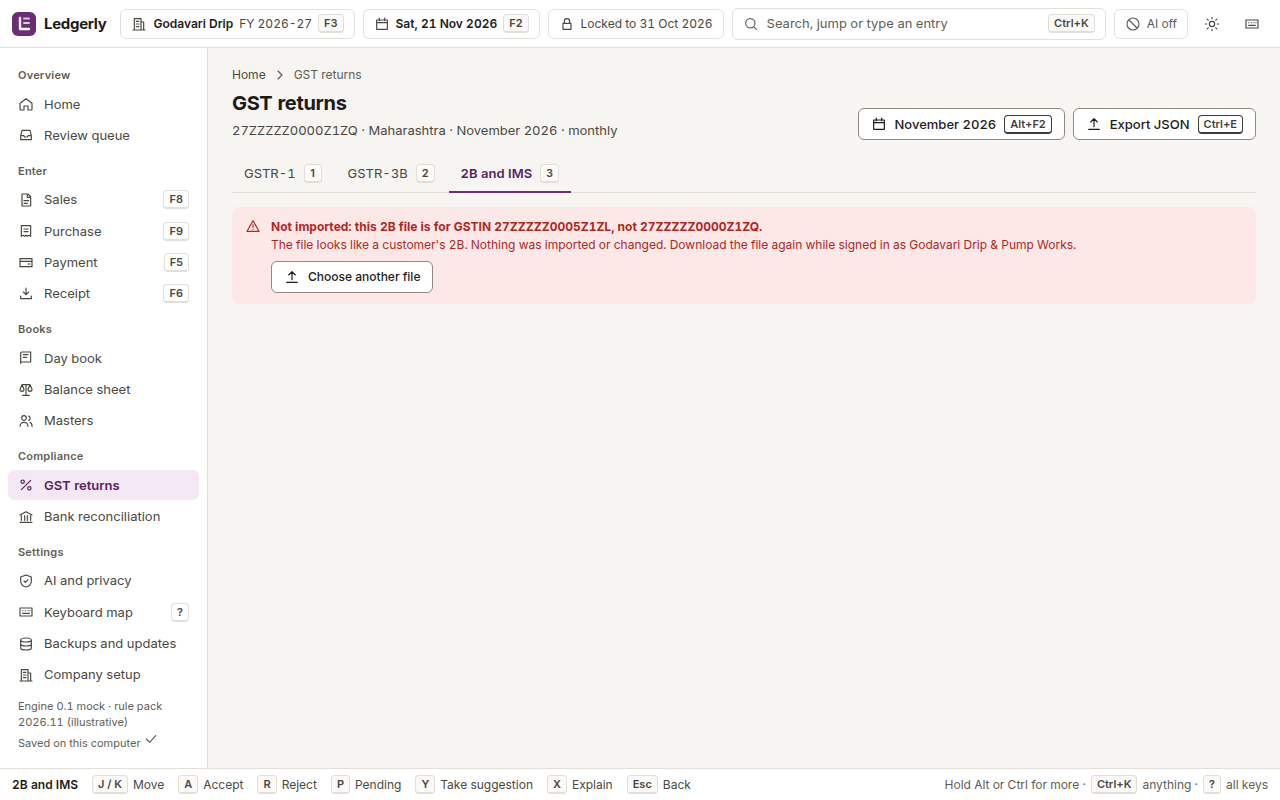 Ledgerly
Godavari Drip FY 2026-27 F3
Sat, 21 Nov 2026 F2
Locked to 31 Oct 2026
Search, jump or type an entry Ctrl+K
AI off
Overview
Home
Review queue
Enter
Sales F8
Purchase F9
Payment F5
Receipt F6
Books
Day book
Balance sheet
Masters
Compliance
GST returns
Bank reconciliation
Settings
AI and privacy
Keyboard map ?
Backups and updates
Company setup
Engine 0.1 mock · rule pack
2026.11 (illustrative)
Saved on this computer
Home GST returns
GST returns
27ZZZZZ0000Z1ZQ · Maharashtra · November 2026 · monthly
November 2026 Alt+F2
Export JSON Ctrl+E
GSTR-1 1
GSTR-3B 2
2B and IMS 3
Not imported: this 2B file is for GSTIN 27ZZZZZ0005Z1ZL, not 27ZZZZZ0000Z1ZQ.
The file looks like a customer's 2B. Nothing was imported or changed. Download the file again while signed in as Godavari Drip & Pump Works.
Choose another file
2B and IMS J / K Move A Accept R Reject P Pending Y Take suggestion X Explain Esc Back
Hold Alt or Ctrl for more · Ctrl+K anything · ? all keys